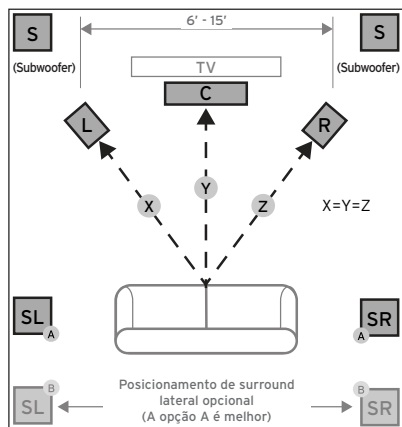 S
6' - 15'
S
(Subwoofer)
TV
(Subwoofer)
C
L
R
X
Y
Z
X=Y=Z
SL
A
SR
A
B
SL
Posicionamento de surround
lateral opcional
(A opção A é melhor)
B
SR